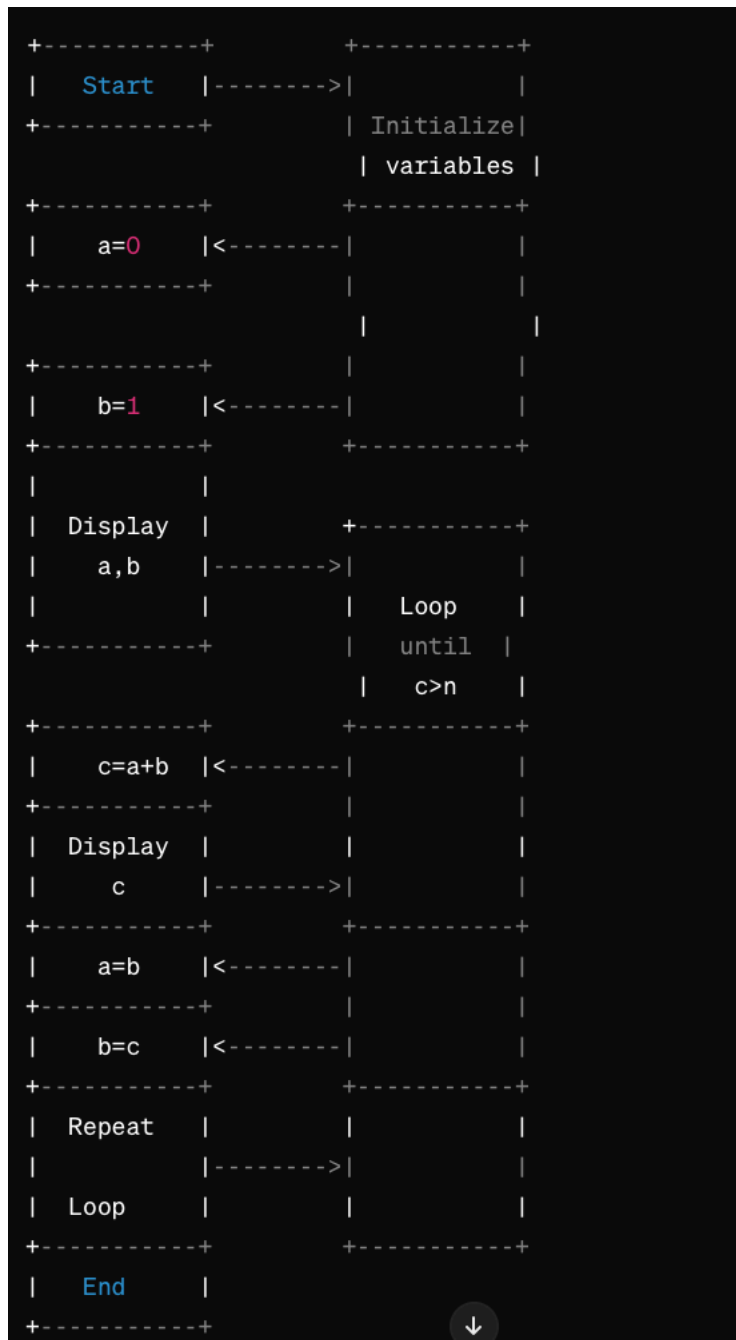 +-----------+         +-----------+
|   Start   |-------->|           |
+-----------+         | Initialize|
                       | variables |
+-----------+         +-----------+
|    a=0    |<--------|           |
+-----------+         |           |
                       |           |
+-----------+         |           |
|    b=1    |<--------|           |
+-----------+         +-----------+
|           |
|  Display  |         +-----------+
|    a,b    |-------->|           |
|           |         |   Loop    |
+-----------+         |   until  |
                       |   c>n    |
+-----------+         +-----------+
|    c=a+b  |<--------|           |
+-----------+         |           |
|  Display  |         |           |
|     c     |-------->|           |
+-----------+         +-----------+
|    a=b    |<--------|           |
+-----------+         |           |
|    b=c    |<--------|           |
+-----------+         +-----------+
|  Repeat   |         |           |
|           |-------->|           |
|  Loop     |         |           |
+-----------+         +-----------+
|   End     |
+-----------+